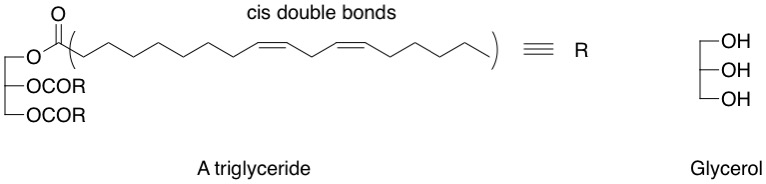 cis double bonds
O
O
OCOR
OCOR
R
OH
OH
OH
A triglyceride
Glycerol